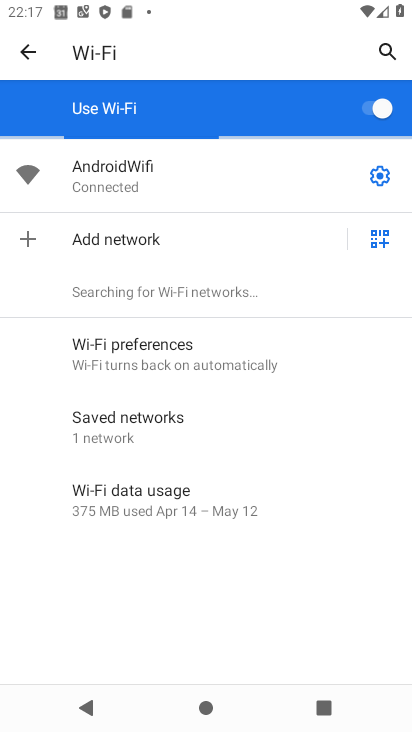 22:17
31
Wi-Fi
Use Wi-Fi
AndroidWifi
Connected
Add network
Searching for Wi-Fi networks…
Wi-Fi preferences
Wi-Fi turns back on automatically
Saved networks
1 network
Wi-Fi data usage
375 MB used Apr 14 – May 12